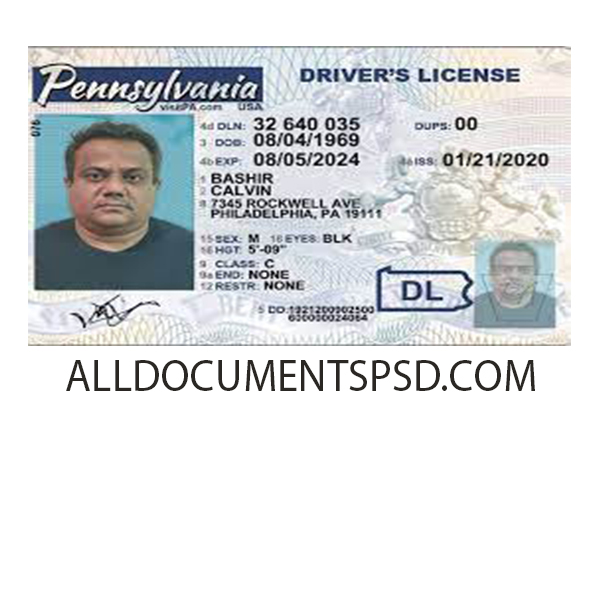 Pennsylvania
visitPA.com USA
DRIVER'S LICENSE
076
4d DLN: 32 640 035 DUPS: 00
3 DOB: 08/04/1969
4b EXP: 08/05/2024 4a ISS: 01/21/2020
1 BASHIR
2 CALVIN
8 7345 ROCKWELL AVE
PHILADELPHIA, PA 19111
15 SEX: M 18 EYES: BLK
16 HGT: 5'-09"
9 CLASS: C
9a END: NONE
12 RESTR: NONE
DL
5 DD: 1921200902500
600000024064
ALLDOCUMENTSPSD.COM